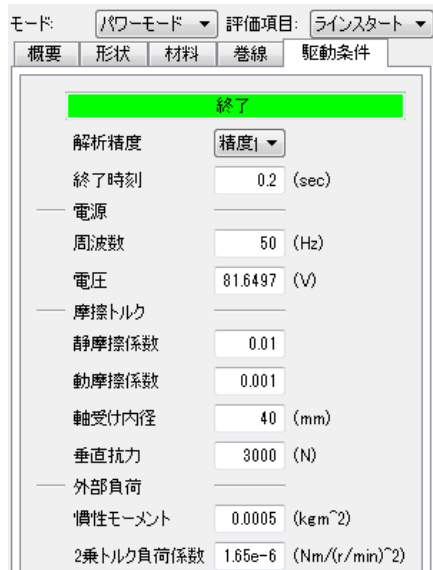 モード: パワーモード 評価項目: ラインスタート
概要 形状 材料 巻線 駆動条件
終了
解析精度 精度
終了時刻 0.2 (sec)
電源
周波数 50 (Hz)
電圧 81.6497 (V)
摩擦トルク
静摩擦係数 0.01
動摩擦係数 0.001
軸受け内径 40 (mm)
垂直抗力 3000 (N)
外部負荷
慣性モーメント 0.0005 (kgm^2)
2乗トルク負荷係数 1.65e-6 (Nm/(r/min)^2)